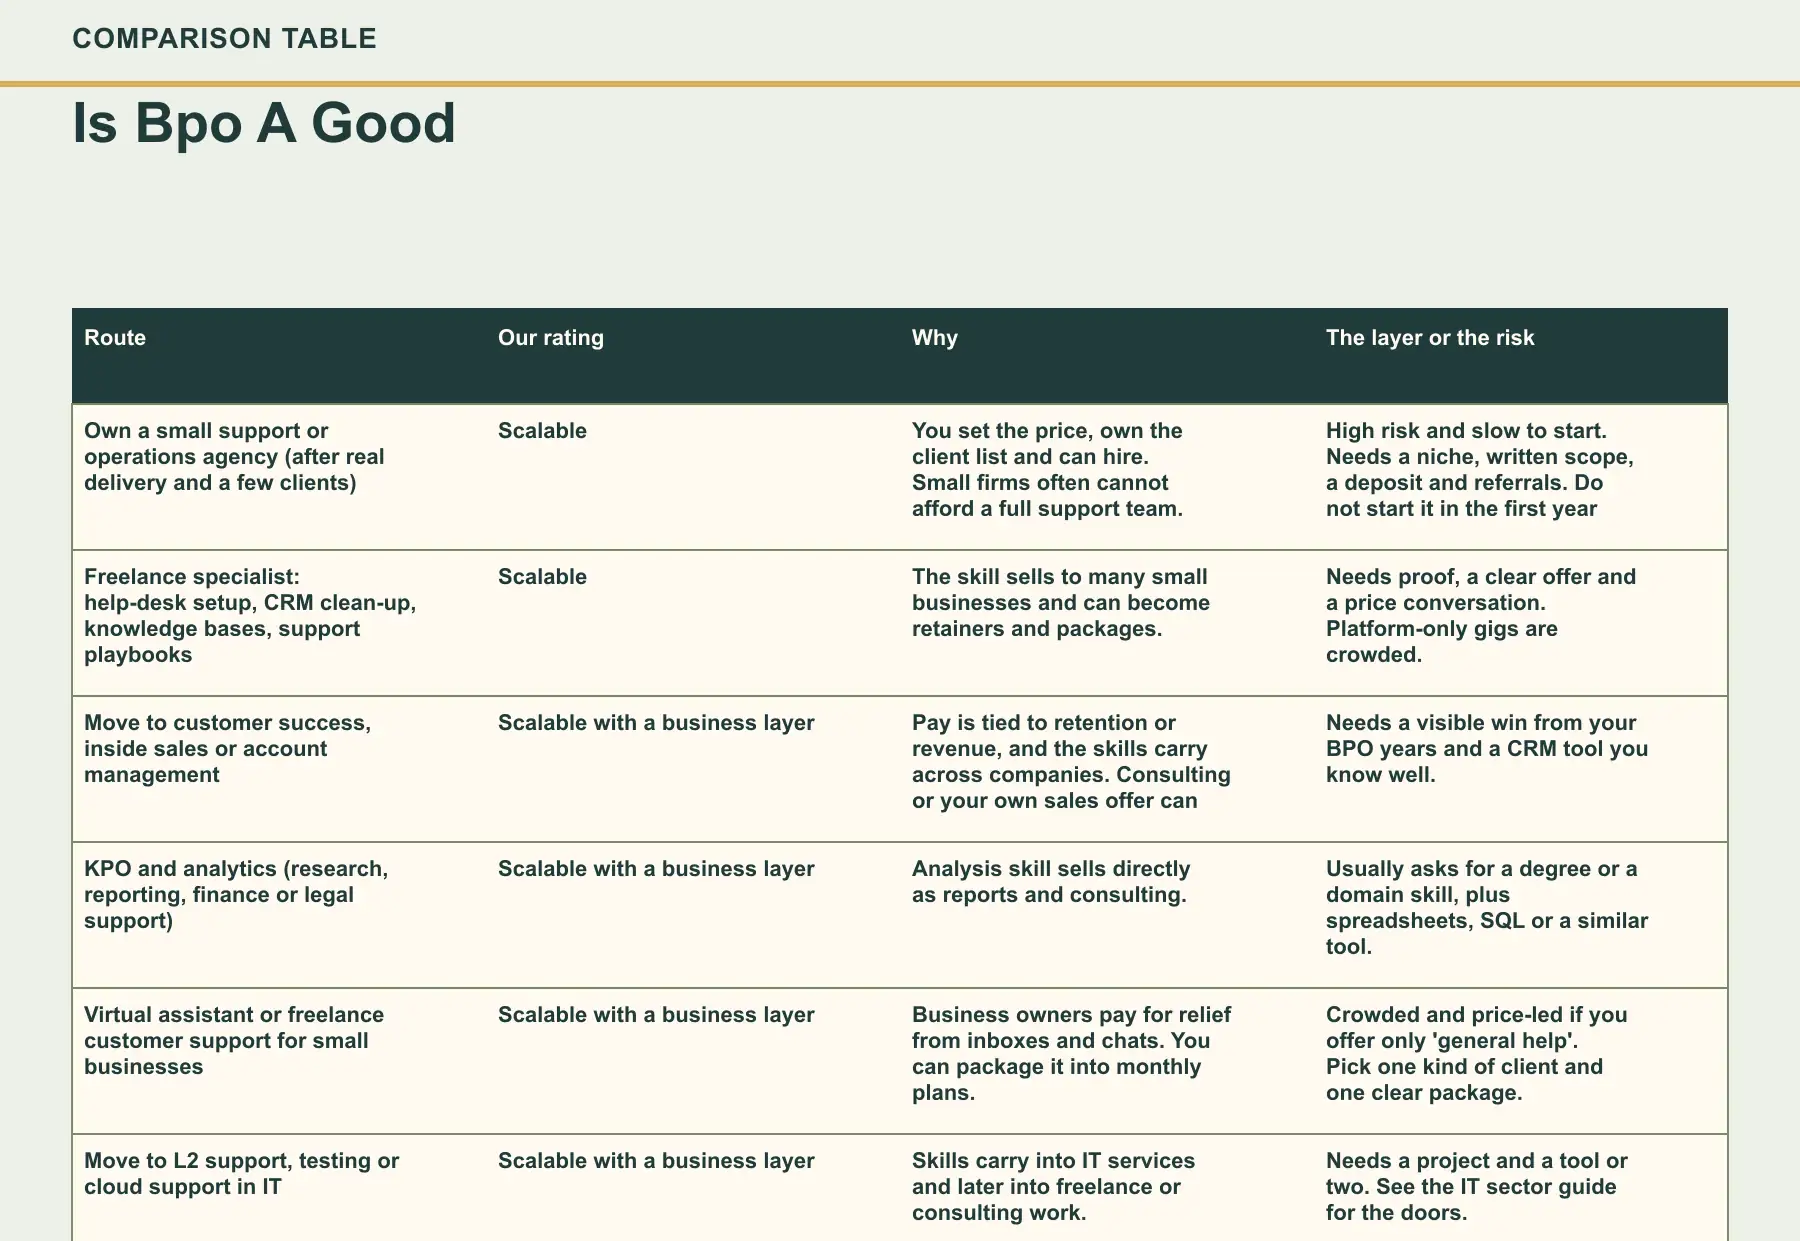 COMPARISON TABLE
Is Bpo A Good
Route
Our rating
Why
The layer or the risk
Own a small support or
operations agency (after real
delivery and a few clients)
Scalable
You set the price, own the
client list and can hire.
Small firms often cannot
afford a full support team.
High risk and slow to start.
Needs a niche, written scope,
a deposit and referrals. Do
not start it in the first year
Freelance specialist:
help-desk setup, CRM clean-up,
knowledge bases, support
playbooks
Scalable
The skill sells to many small
businesses and can become
retainers and packages.
Needs proof, a clear offer and
a price conversation.
Platform-only gigs are
crowded.
Move to customer success,
inside sales or account
management
Scalable with a business layer
Pay is tied to retention or
revenue, and the skills carry
across companies. Consulting
or your own sales offer can
Needs a visible win from your
BPO years and a CRM tool you
know well.
KPO and analytics (research,
reporting, finance or legal
support)
Scalable with a business layer
Analysis skill sells directly
as reports and consulting.
Usually asks for a degree or a
domain skill, plus
spreadsheets, SQL or a similar
tool.
Virtual assistant or freelance
customer support for small
businesses
Scalable with a business layer
Business owners pay for relief
from inboxes and chats. You
can package it into monthly
plans.
Crowded and price-led if you
offer only 'general help'.
Pick one kind of client and
one clear package.
Move to L2 support, testing or
cloud support in IT
Scalable with a business layer
Skills carry into IT services
and later into freelance or
consulting work.
Needs a project and a tool or
two. See the IT sector guide
for the doors.